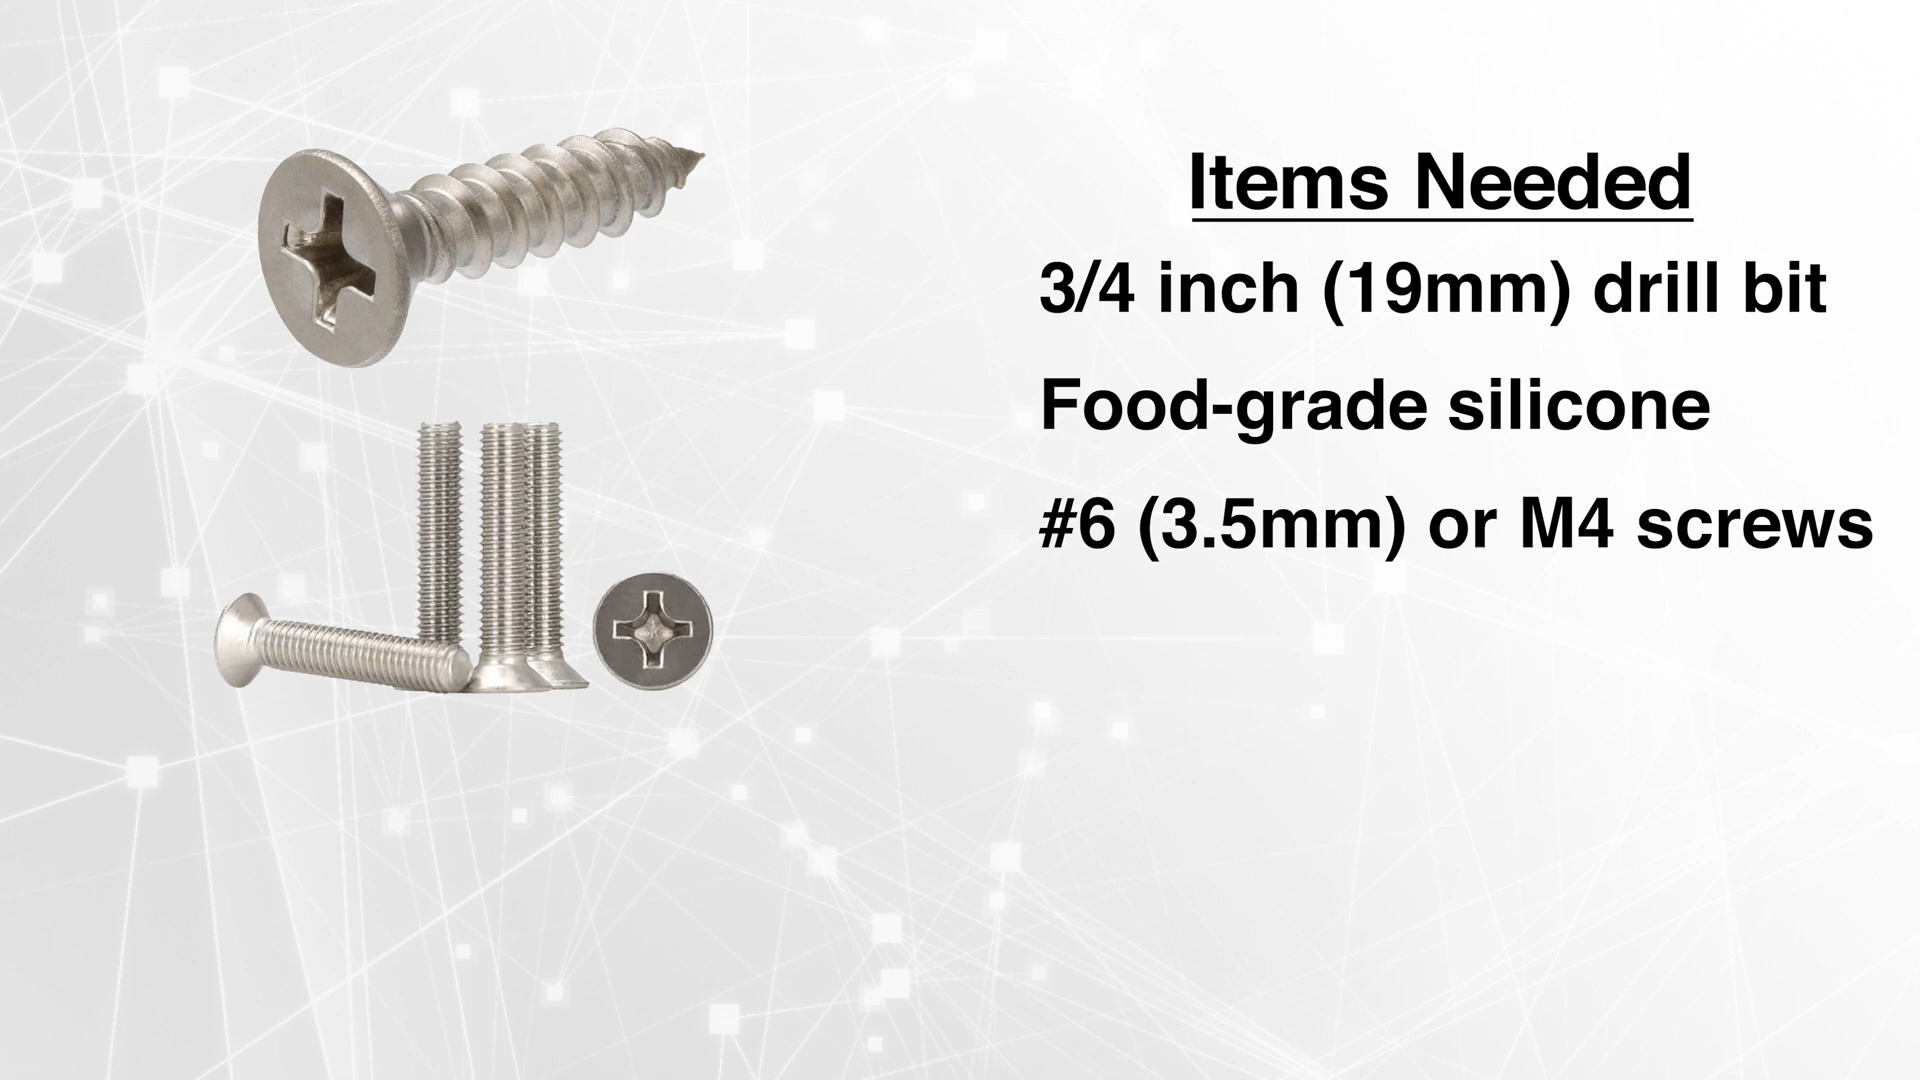 Items Needed
3/4 inch (19mm) drill bit
Food-grade silicone
#6 (3.5mm) or M4 screws